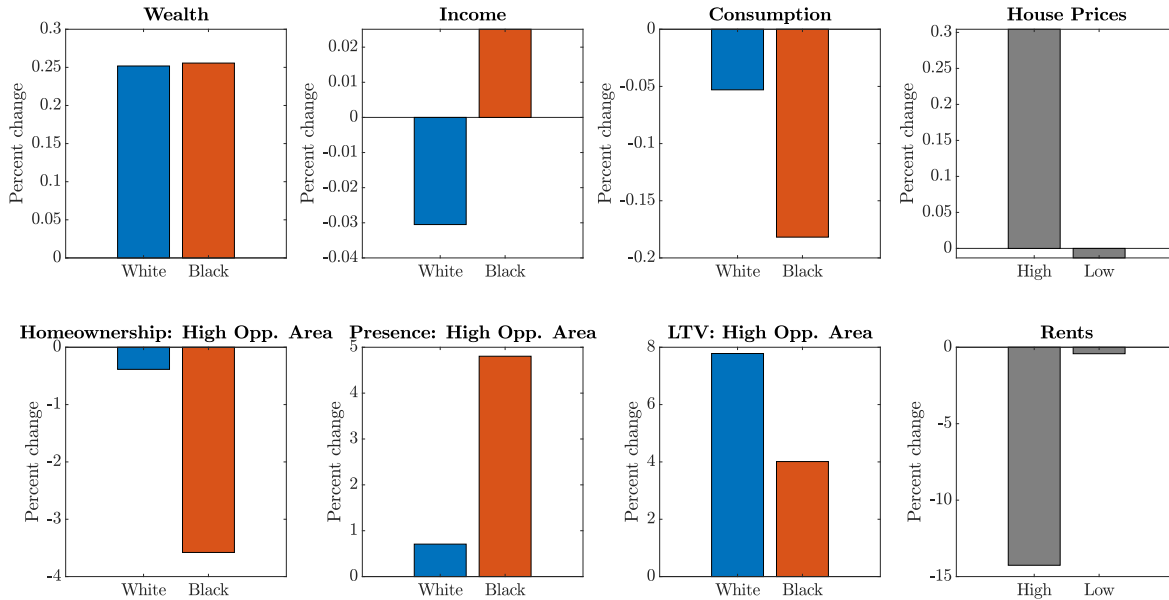 Wealth
0.3
0.25
0.2
0.15
0.1
0.05
0
Percent change
White
Black
Income
0.02
0.01
0
-0.01
-0.02
-0.03
-0.04
Percent change
White
Black
Consumption
0
-0.05
-0.1
-0.15
-0.2
Percent change
White
Black
House Prices
0.3
0.25
0.2
0.15
0.1
0.05
0
Percent change
High
Low
Homeownership: High Opp. Area
0
-1
-2
-3
-4
Percent change
White
Black
Presence: High Opp. Area
5
4
3
2
1
0
Percent change
White
Black
LTV: High Opp. Area
8
6
4
2
0
Percent change
White
Black
Rents
0
-5
-10
-15
Percent change
High
Low